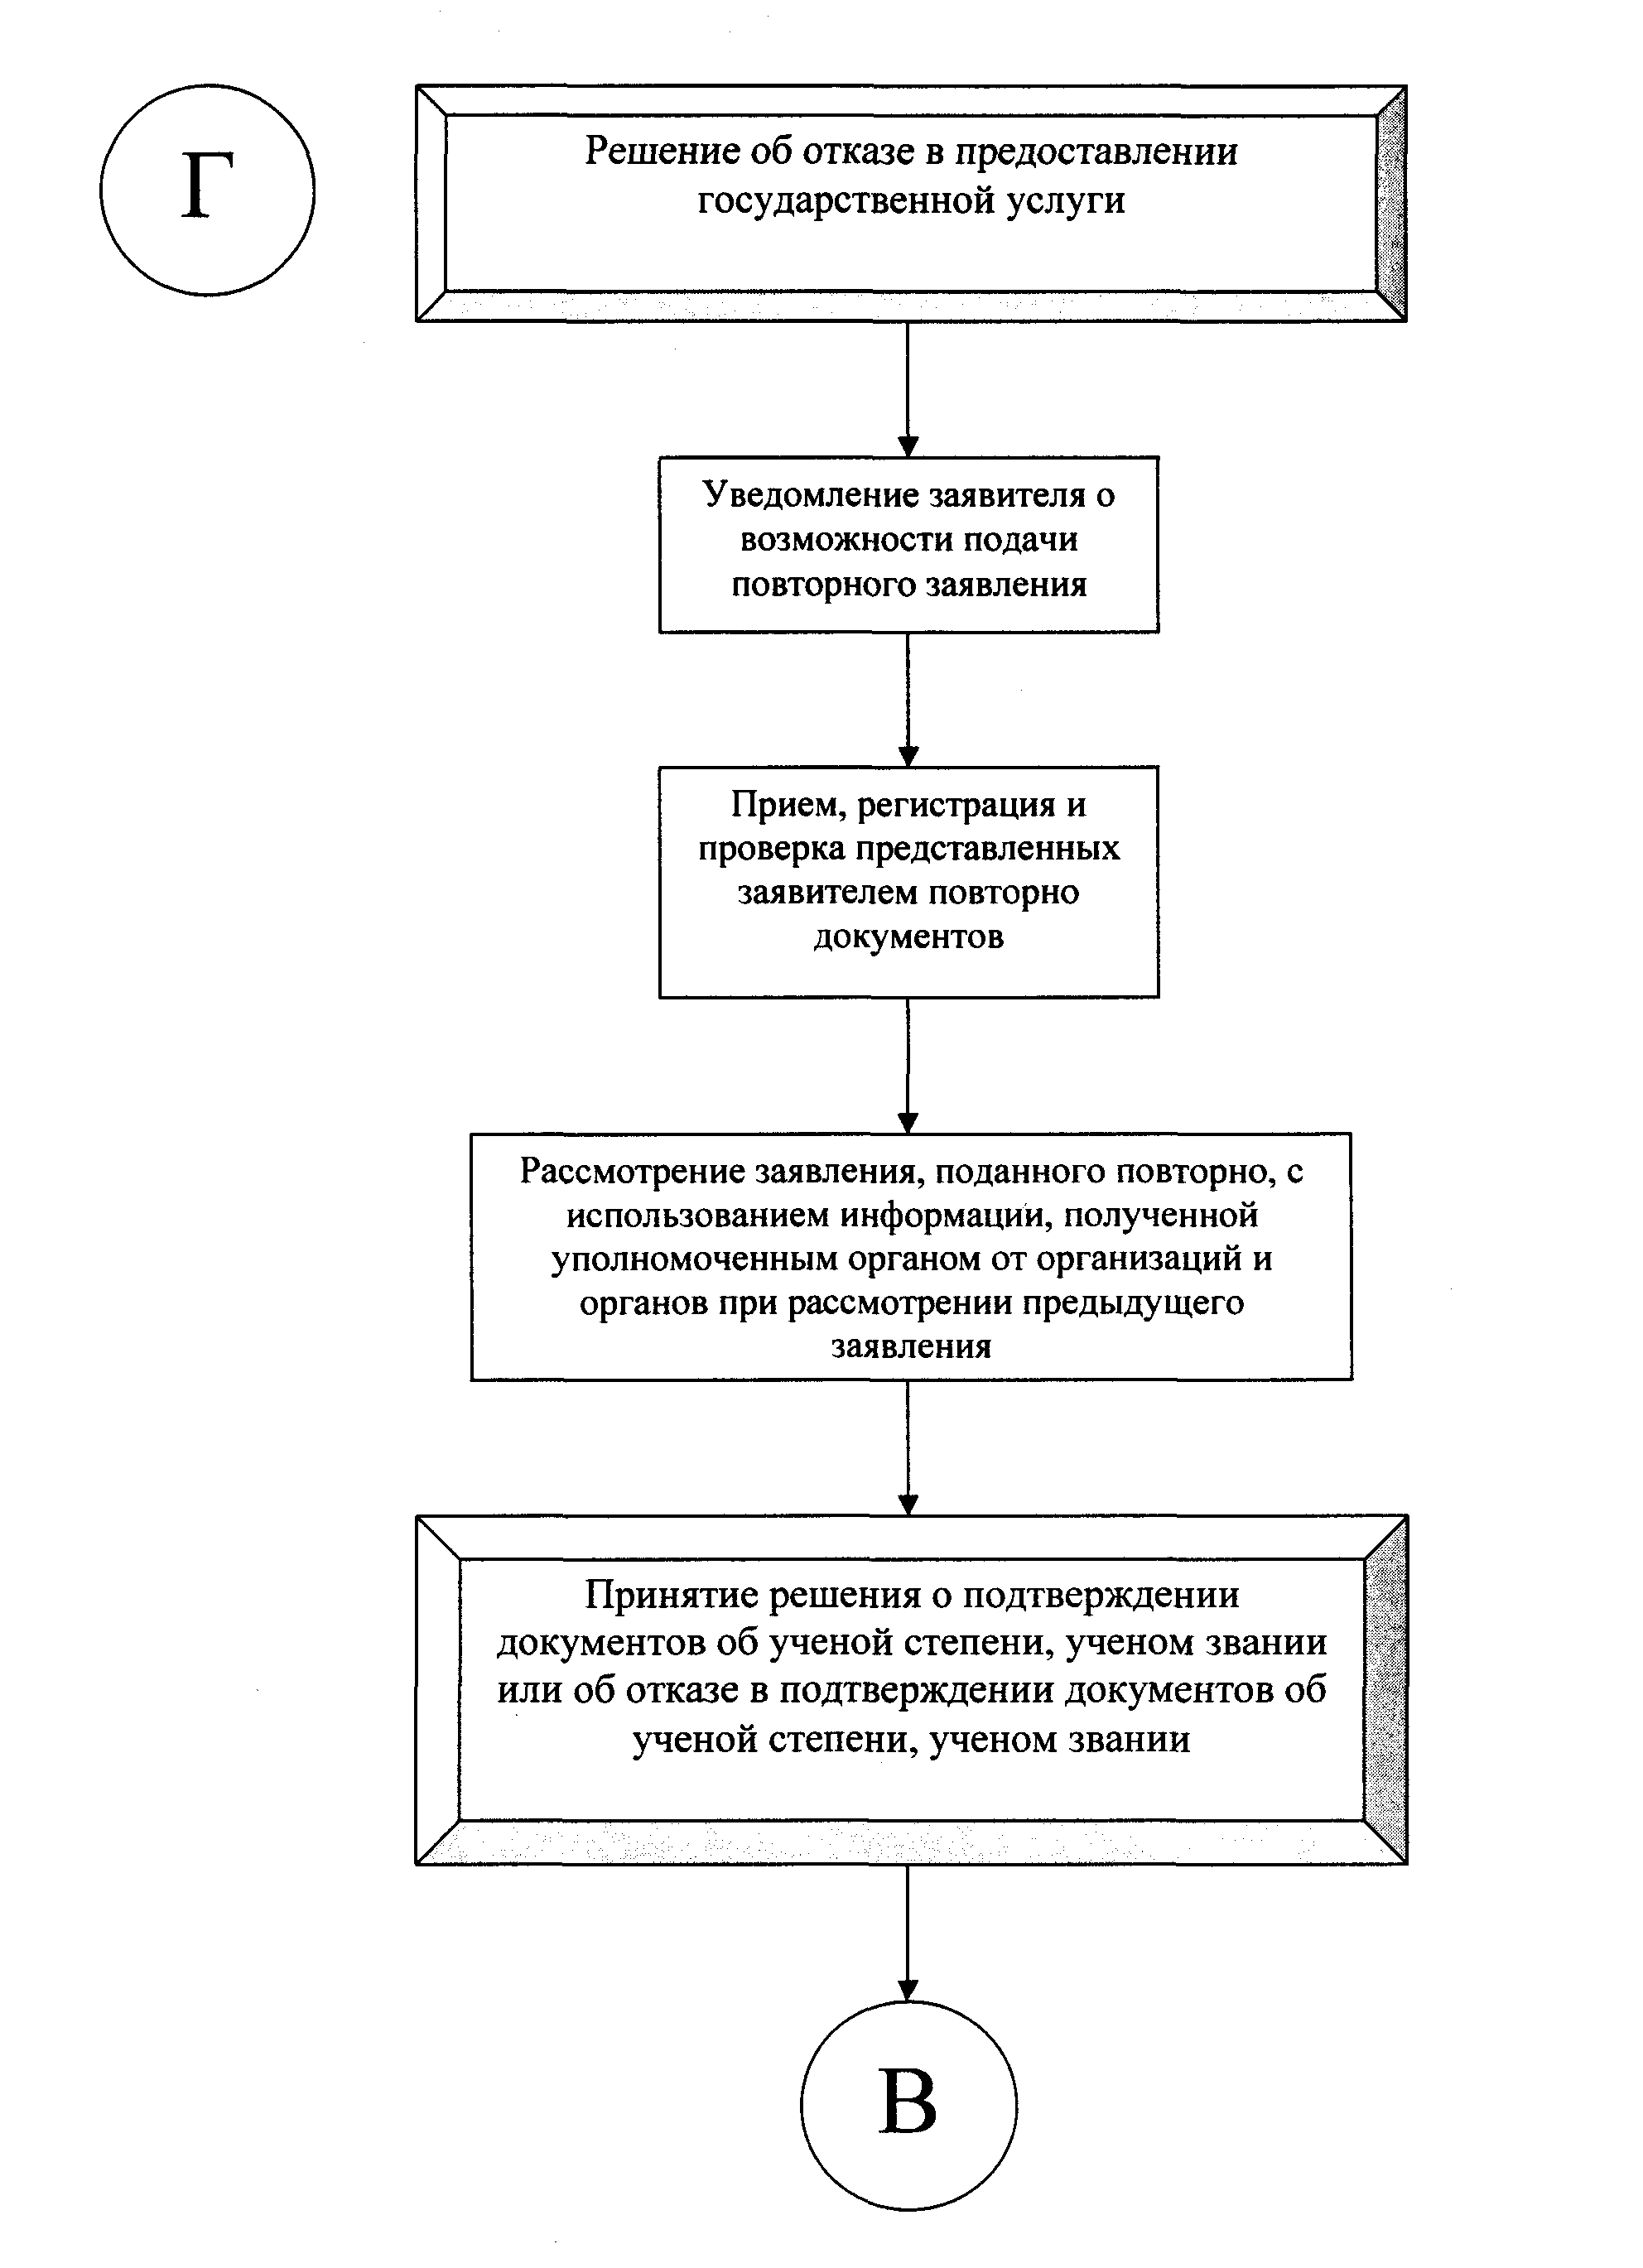 Г
Решение об отказе в предоставлении
государственной услуги
Уведомление заявителя о
возможности подачи
повторного заявления
Прием, регистрация и
проверка представленных
заявителем повторно
документов
Рассмотрение заявления, поданного повторно, с
использованием информации, полученной
уполномоченным органом от организаций и
органов при рассмотрении предыдущего
заявления
Принятие решения о подтверждении
документов об ученой степени, ученом звании
или об отказе в подтверждении документов об
ученой степени, ученом звании
В